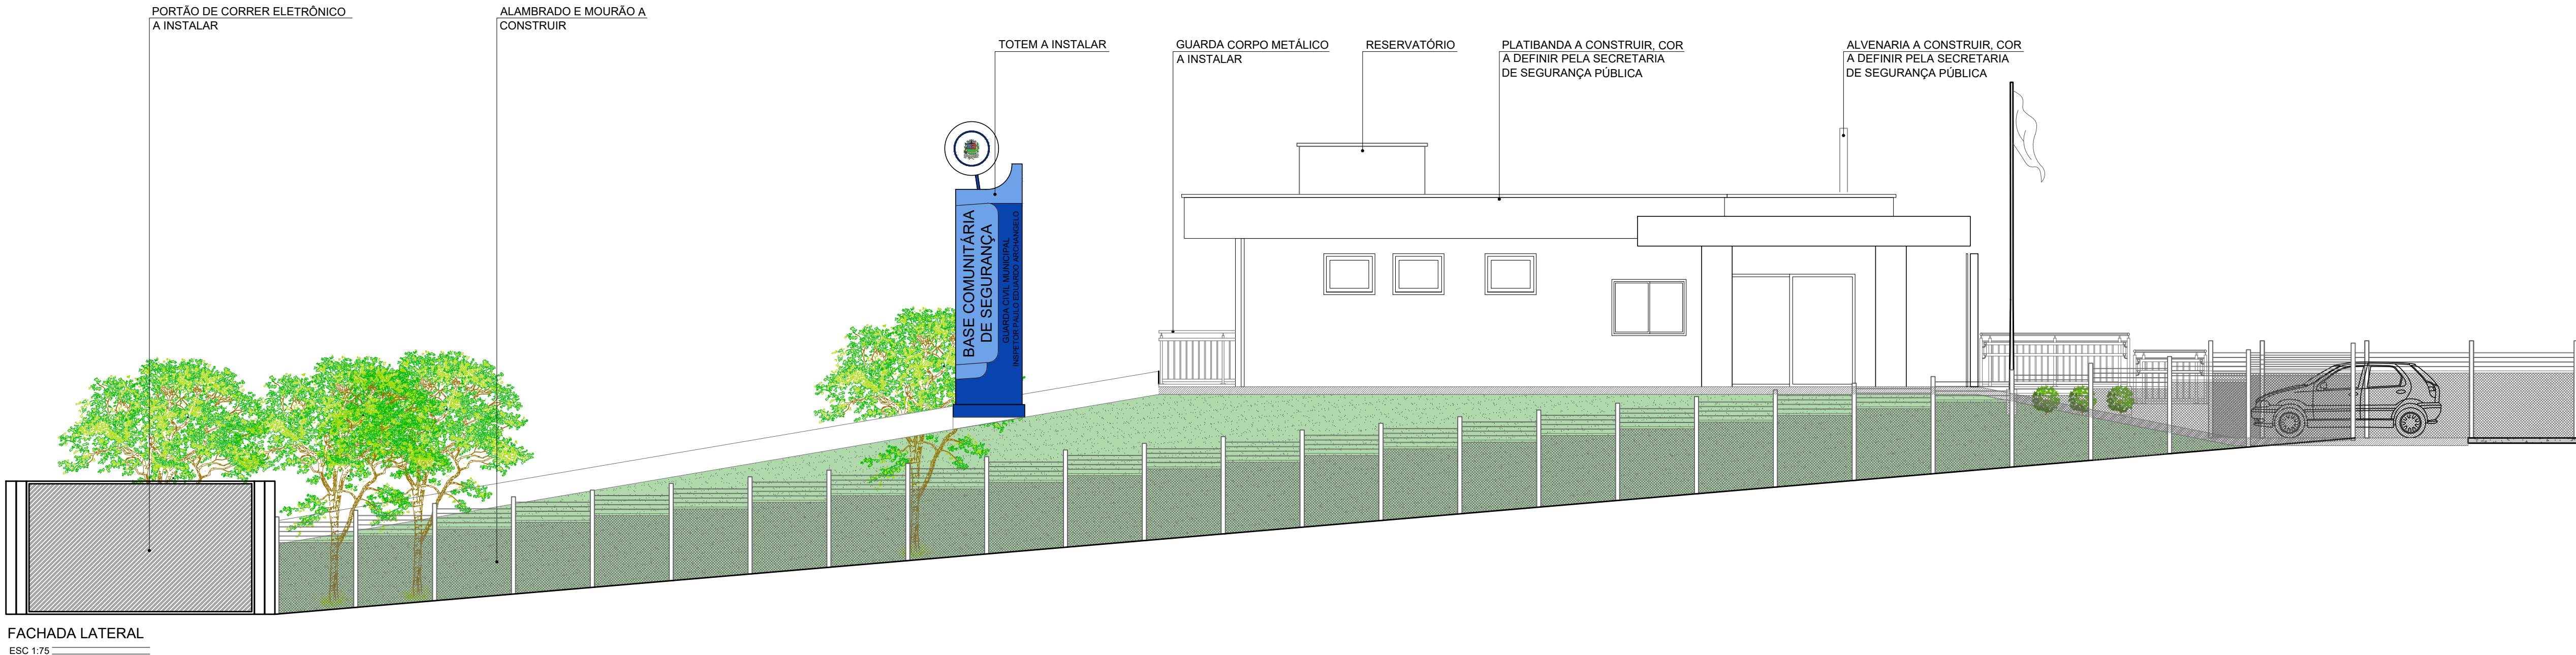 PORTÃO DE CORRER ELETRÔNICO
A INSTALAR
ALAMBRADO E MOURÃO A
CONSTRUIR
TOTEM A INSTALAR
GUARDA CORPO METÁLICO
A INSTALAR
RESERVATÓRIO
PLATIBANDA A CONSTRUIR, COR
A DEFINIR PELA SECRETARIA
DE SEGURANÇA PÚBLICA
ALVENARIA A CONSTRUIR, COR
A DEFINIR PELA SECRETARIA
DE SEGURANÇA PÚBLICA
BASE COMUNITÁRIA
DE SEGURANÇA
GUARDA CIVIL MUNICIPAL
INSPETOR PAULO EDUARDO ARCHANGELO
FACHADA LATERAL
ESC 1:75